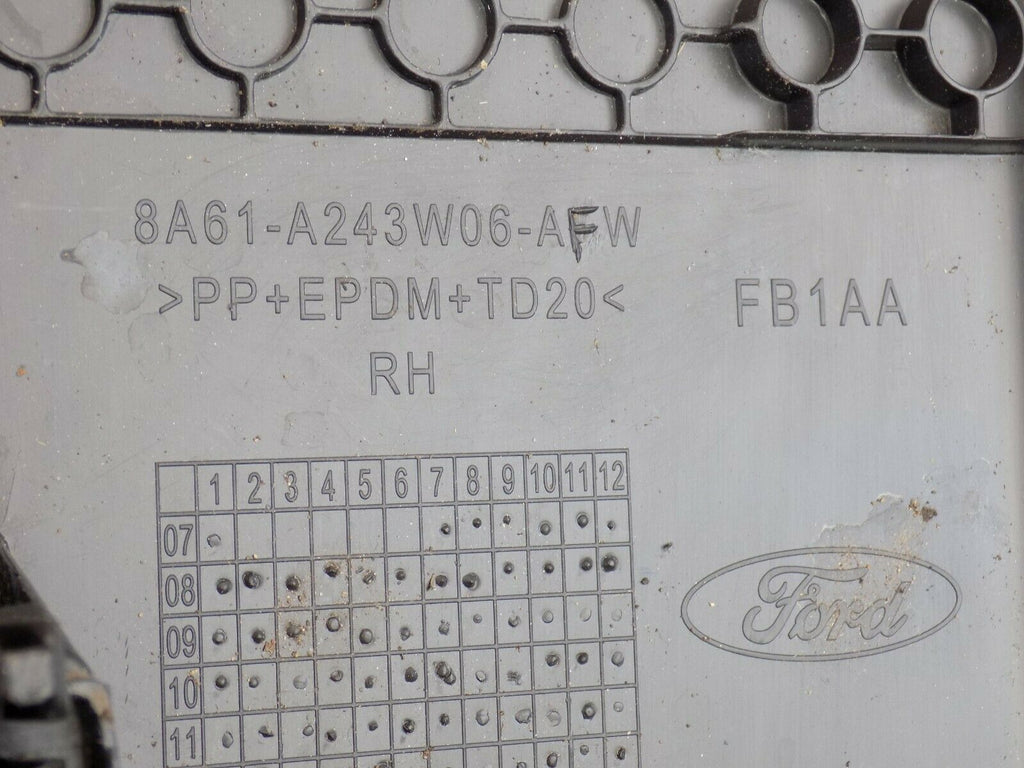 8A61-A243W06-AFW
>PP+EPDM+TD20<
FB1AA
RH
1 2 3 4 5 6 7 8 9 10 11 12
07
08
09
10
11
Ford